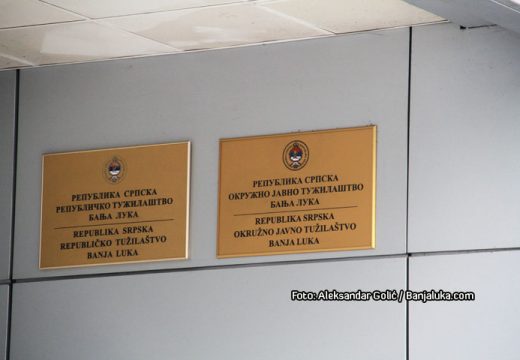 РЕПУБЛИКА СРПСКА
РЕПУБЛИЧКО ТУЖИЛАШТВО
БАЊА ЛУКА
REPUBLIKA SRPSKA
REPUBLIČKO TUŽILAŠTVO
BANJA LUKA
РЕПУБЛИКА СРПСКА
ОКРУЖНО ЈАВНО ТУЖИЛАШТВО
БАЊА ЛУКА
REPUBLIKA SRPSKA
OKRUŽNO JAVNO TUŽILAŠTVO
BANJA LUKA
Foto: Aleksandar Golić / Banjaluka.com